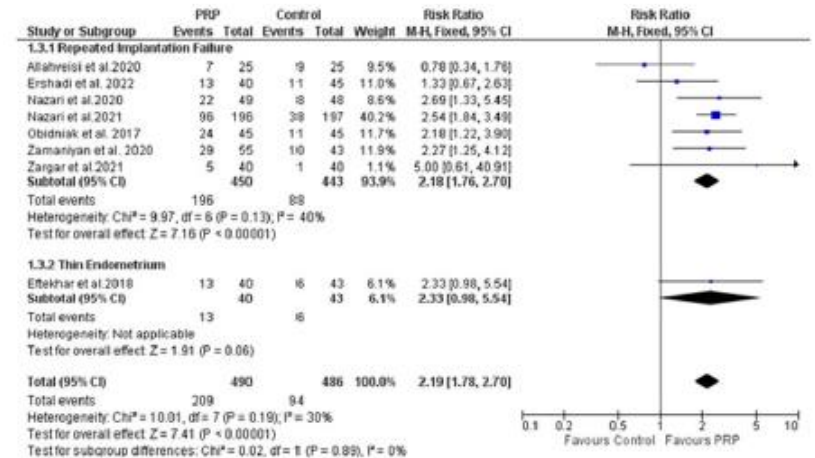 PRP Control Risk Ratio Risk Ratio
Study or Subgroup Events Total Events Total Weight M-H, Fixed, 95% CI M-H, Fixed, 95% CI
1.3.1 Repeated Implantation Failure
Allahveisi et al.2020 7 25 9 25 9.5% 0.78 [0.34, 1.76]
Ershadi et al. 2022 13 40 11 45 11.0% 1.33 [0.67, 2.63]
Nazari et al.2020 22 49 8 48 8.6% 2.69 [1.33, 5.45]
Nazari et al.2021 96 196 38 197 40.2% 2.54 [1.84, 3.49]
Obidniak et al. 2017 24 45 11 45 11.6% 2.18 [1.22, 3.90]
Zamaniyan et al. 2020 29 55 10 43 11.9% 2.27 [1.25, 4.12]
Zargar et al.2021 5 40 1 40 1.1% 5.00 [0.61, 40.91]
Subtotal (95% CI) 450 443 93.9% 2.18 [1.76, 2.70]
Total events 196 88
Heterogeneity: Chi² = 9.97, df = 6 (P = 0.13); I² = 40%
Test for overall effect: Z = 7.16 (P < 0.00001)
1.3.2 Thin Endometrium
Eftekhar et al.2018 13 40 6 43 6.1% 2.33 [0.98, 5.54]
Subtotal (95% CI) 40 43 6.1% 2.33 [0.98, 5.54]
Total events 13 6
Heterogeneity: Not applicable
Test for overall effect: Z = 1.91 (P = 0.06)
Total (95% CI) 490 486 100.0% 2.19 [1.78, 2.70]
Total events 209 94
Heterogeneity: Chi² = 10.01, df = 7 (P = 0.19); I² = 30%
Test for overall effect: Z = 7.41 (P < 0.00001)
Test for subgroup differences: Chi² = 0.02, df = 1 (P = 0.89), I² = 0%
0.1 0.2 0.5 1 2 5 10
Favours Control Favours PRP